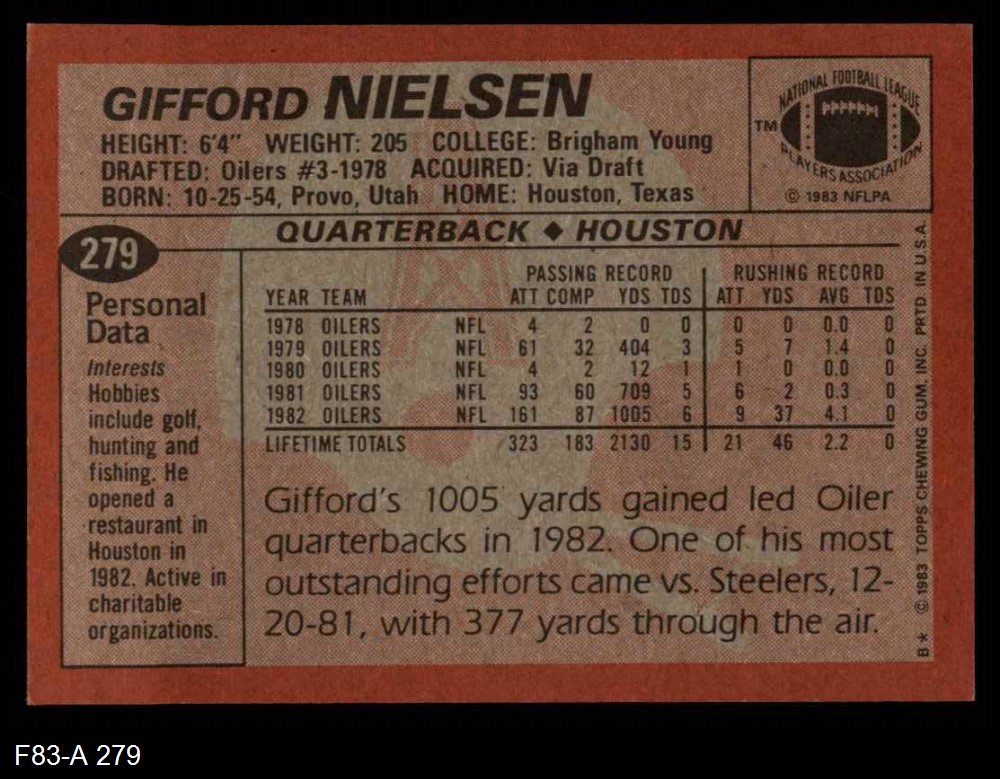 GIFFORD NIELSEN
HEIGHT: 6'4" WEIGHT: 205 COLLEGE: Brigham Young
DRAFTED: Oilers #3-1978 ACQUIRED: Via Draft
BORN: 10-25-54, Provo, Utah HOME: Houston, Texas
NATIONAL FOOTBALL LEAGUE
TM
PLAYERS ASSOCIATION
© 1983 NFLPA
279
QUARTERBACK ♦ HOUSTON
Personal
Data
Interests
Hobbies
include golf,
hunting and
fishing. He
opened a
restaurant in
Houston in
1982. Active in
charitable
organizations.
PASSING RECORD RUSHING RECORD
YEAR TEAM ATT COMP YDS TDS ATT YDS AVG TDS
1978 OILERS NFL 4 2 0 0 0 0 0.0 0
1979 OILERS NFL 61 32 404 3 5 7 1.4 0
1980 OILERS NFL 4 2 12 1 1 0 0.0 0
1981 OILERS NFL 93 60 709 5 6 2 0.3 0
1982 OILERS NFL 161 87 1005 6 9 37 4.1 0
LIFETIME TOTALS 323 183 2130 15 21 46 2.2 0
Gifford's 1005 yards gained led Oiler
quarterbacks in 1982. One of his most
outstanding efforts came vs. Steelers, 12-
20-81, with 377 yards through the air.
B* © 1983 TOPPS CHEWING GUM, INC. PRTD. IN U.S.A.
F83-A 279